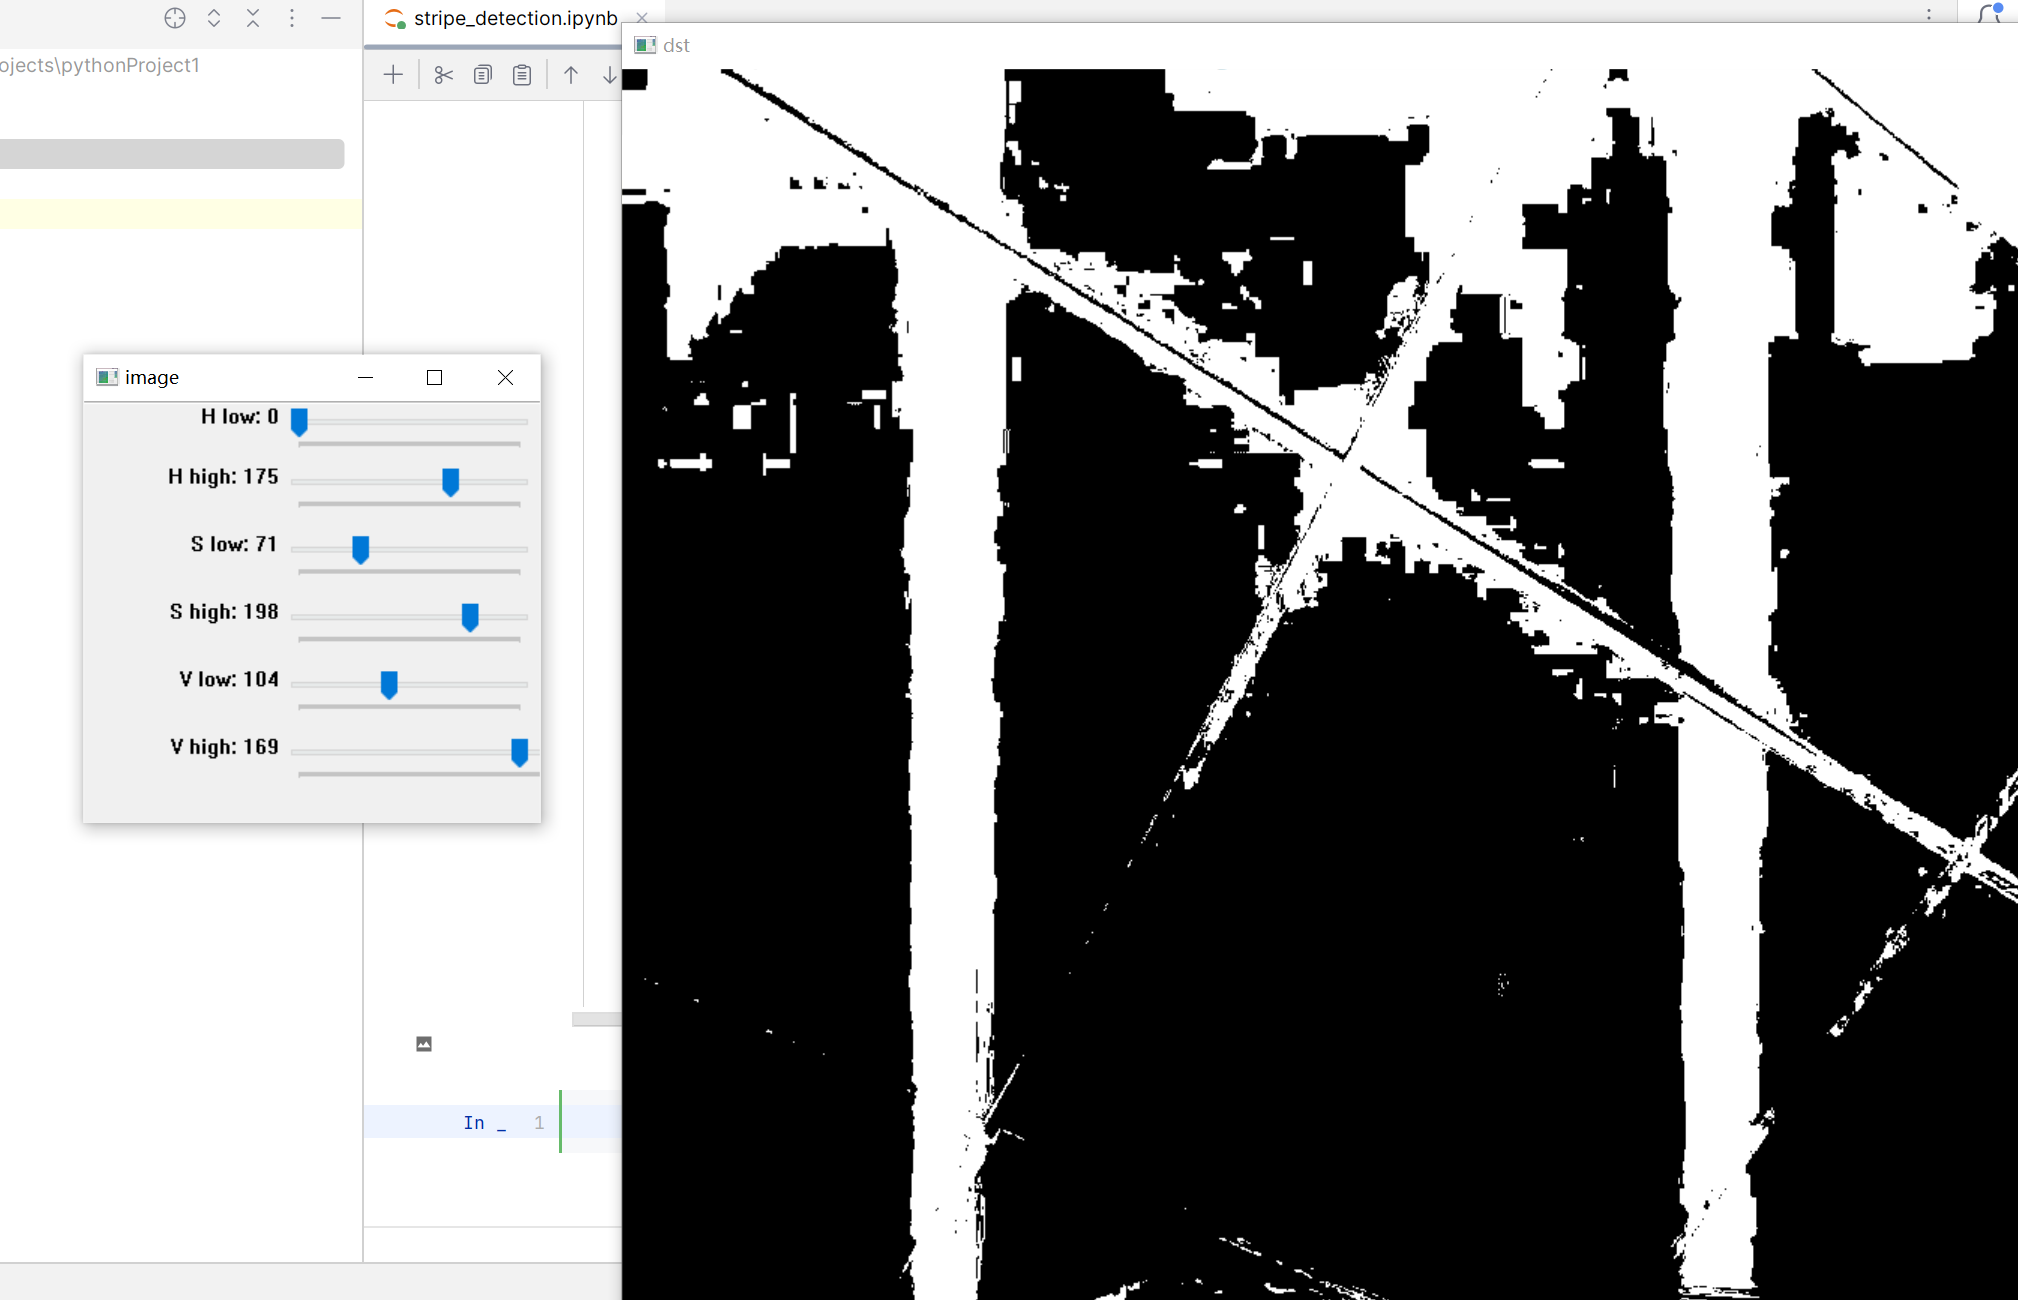 stripe_detection.ipynb
dst
ojects\pythonProject1
image
H low: 0
H high: 175
S low: 71
S high: 198
V low: 104
V high: 169
In _ 1